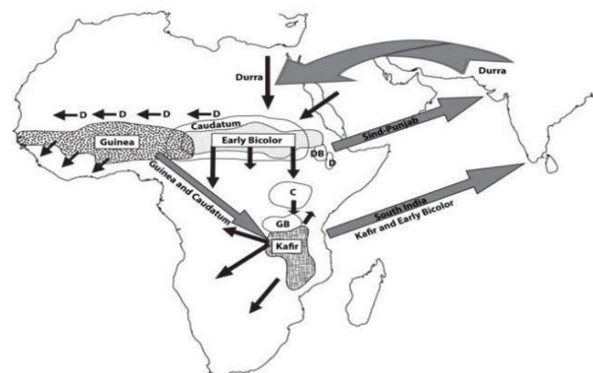 Durra
Durra
D D D D
Caudatum
Guinea
Early Bicolor
DB
D
Sind-Punjab
Guinea and Caudatum
C
GB
Kafir
South India
Kafir and Early Bicolor